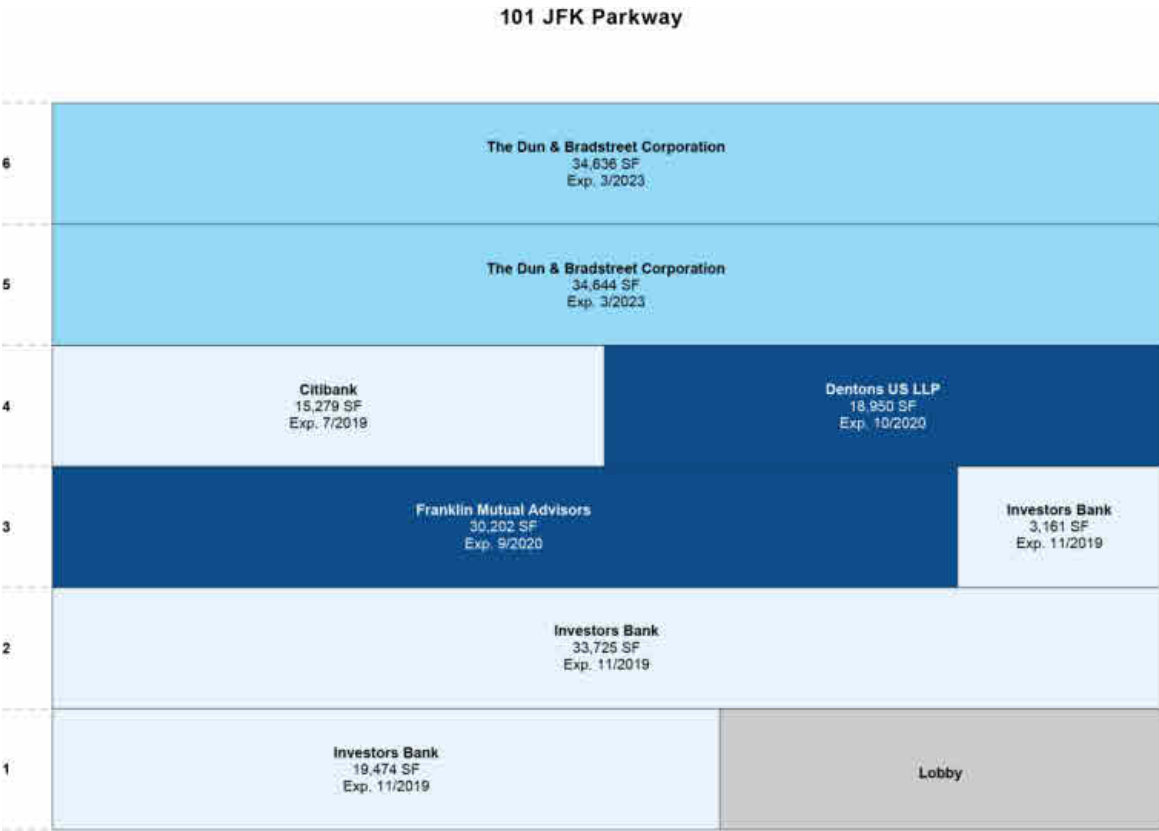 101 JFK Parkway
6
The Dun & Bradstreet Corporation
34,636 SF
Exp. 3/2023
5
The Dun & Bradstreet Corporation
34,644 SF
Exp. 3/2023
4
Citibank
15,279 SF
Exp. 7/2019
Dentons US LLP
18,950 SF
Exp. 10/2020
3
Franklin Mutual Advisors
30,202 SF
Exp. 9/2020
Investors Bank
3,161 SF
Exp. 11/2019
2
Investors Bank
33,725 SF
Exp. 11/2019
1
Investors Bank
19,474 SF
Exp. 11/2019
Lobby